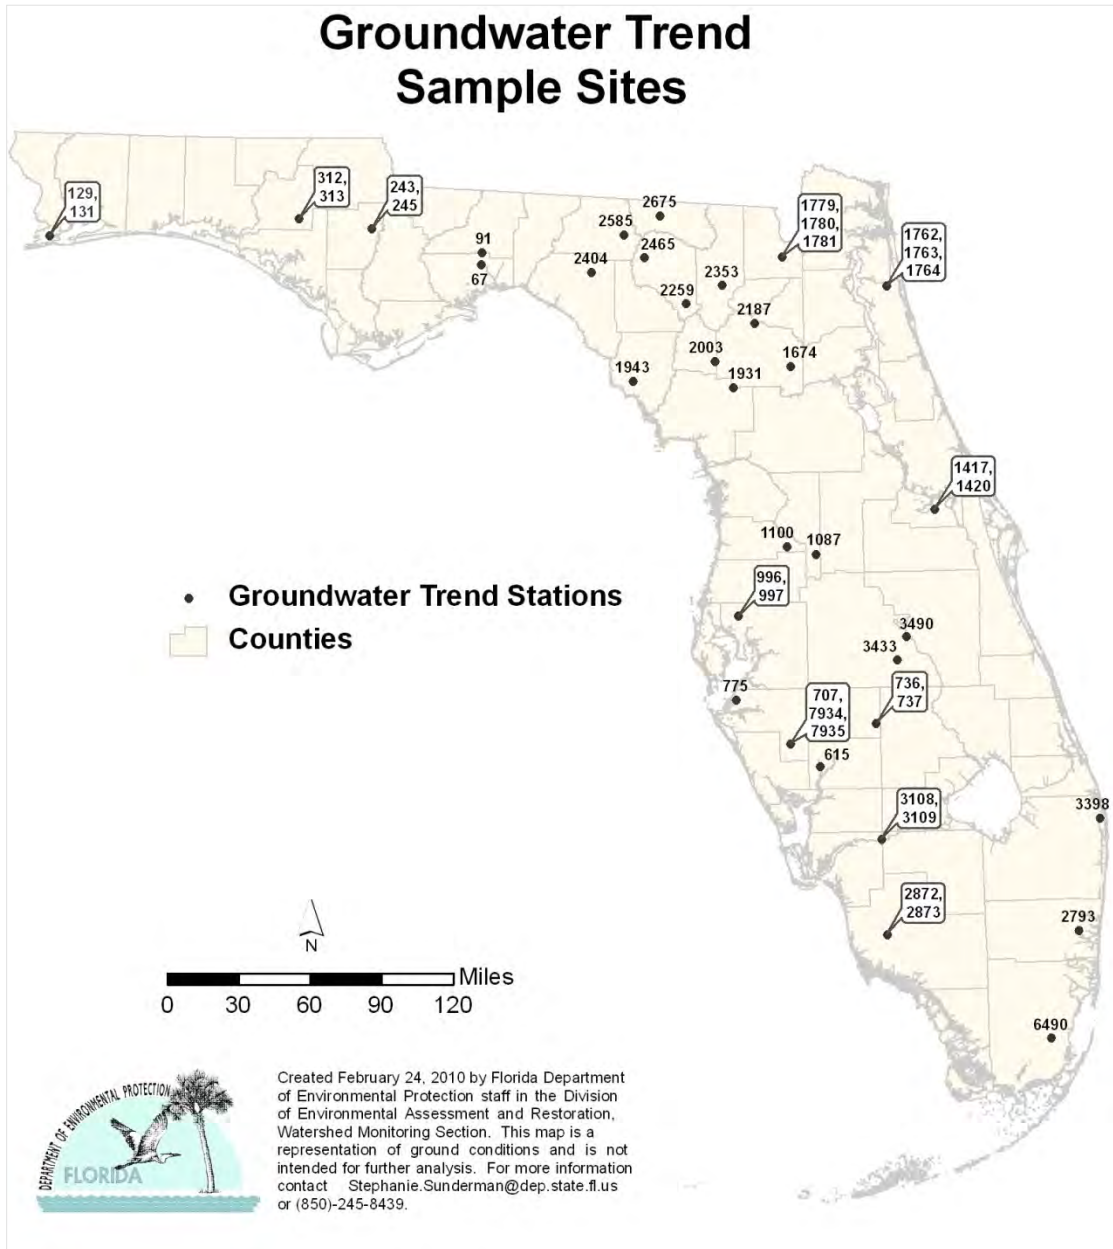 Groundwater Trend
Sample Sites
129,
131
312,
313
243,
245
91
67
2675
2585
2465
2404
2353
2259
2187
2003
1674
1943
1931
1779,
1780,
1781
1762,
1763,
1764
1417,
1420
1100
1087
996,
997
Groundwater Trend Stations
Counties
3490
3433
775
707,
7934,
7935
736,
737
615
3108,
3109
3398
2872,
2873
2793
6490
N
Miles
0 30 60 90 120
DEPARTMENT OF ENVIRONMENTAL PROTECTION
FLORIDA
Created February 24, 2010 by Florida Department
of Environmental Protection staff in the Division
of Environmental Assessment and Restoration,
Watershed Monitoring Section. This map is a
representation of ground conditions and is not
intended for further analysis. For more information
contact Stephanie.Sunderman@dep.state.fl.us
or (850)-245-8439.